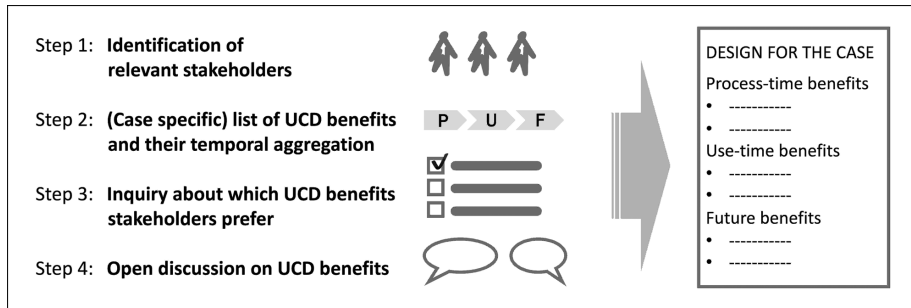 Step 1: Identification of
relevant stakeholders
Step 2: (Case specific) list of UCD benefits
and their temporal aggregation
P U F
Step 3: Inquiry about which UCD benefits
stakeholders prefer
Step 4: Open discussion on UCD benefits
DESIGN FOR THE CASE
Process-time benefits
• -----------
• -----------
Use-time benefits
• -----------
• -----------
Future benefits
• -----------
• -----------